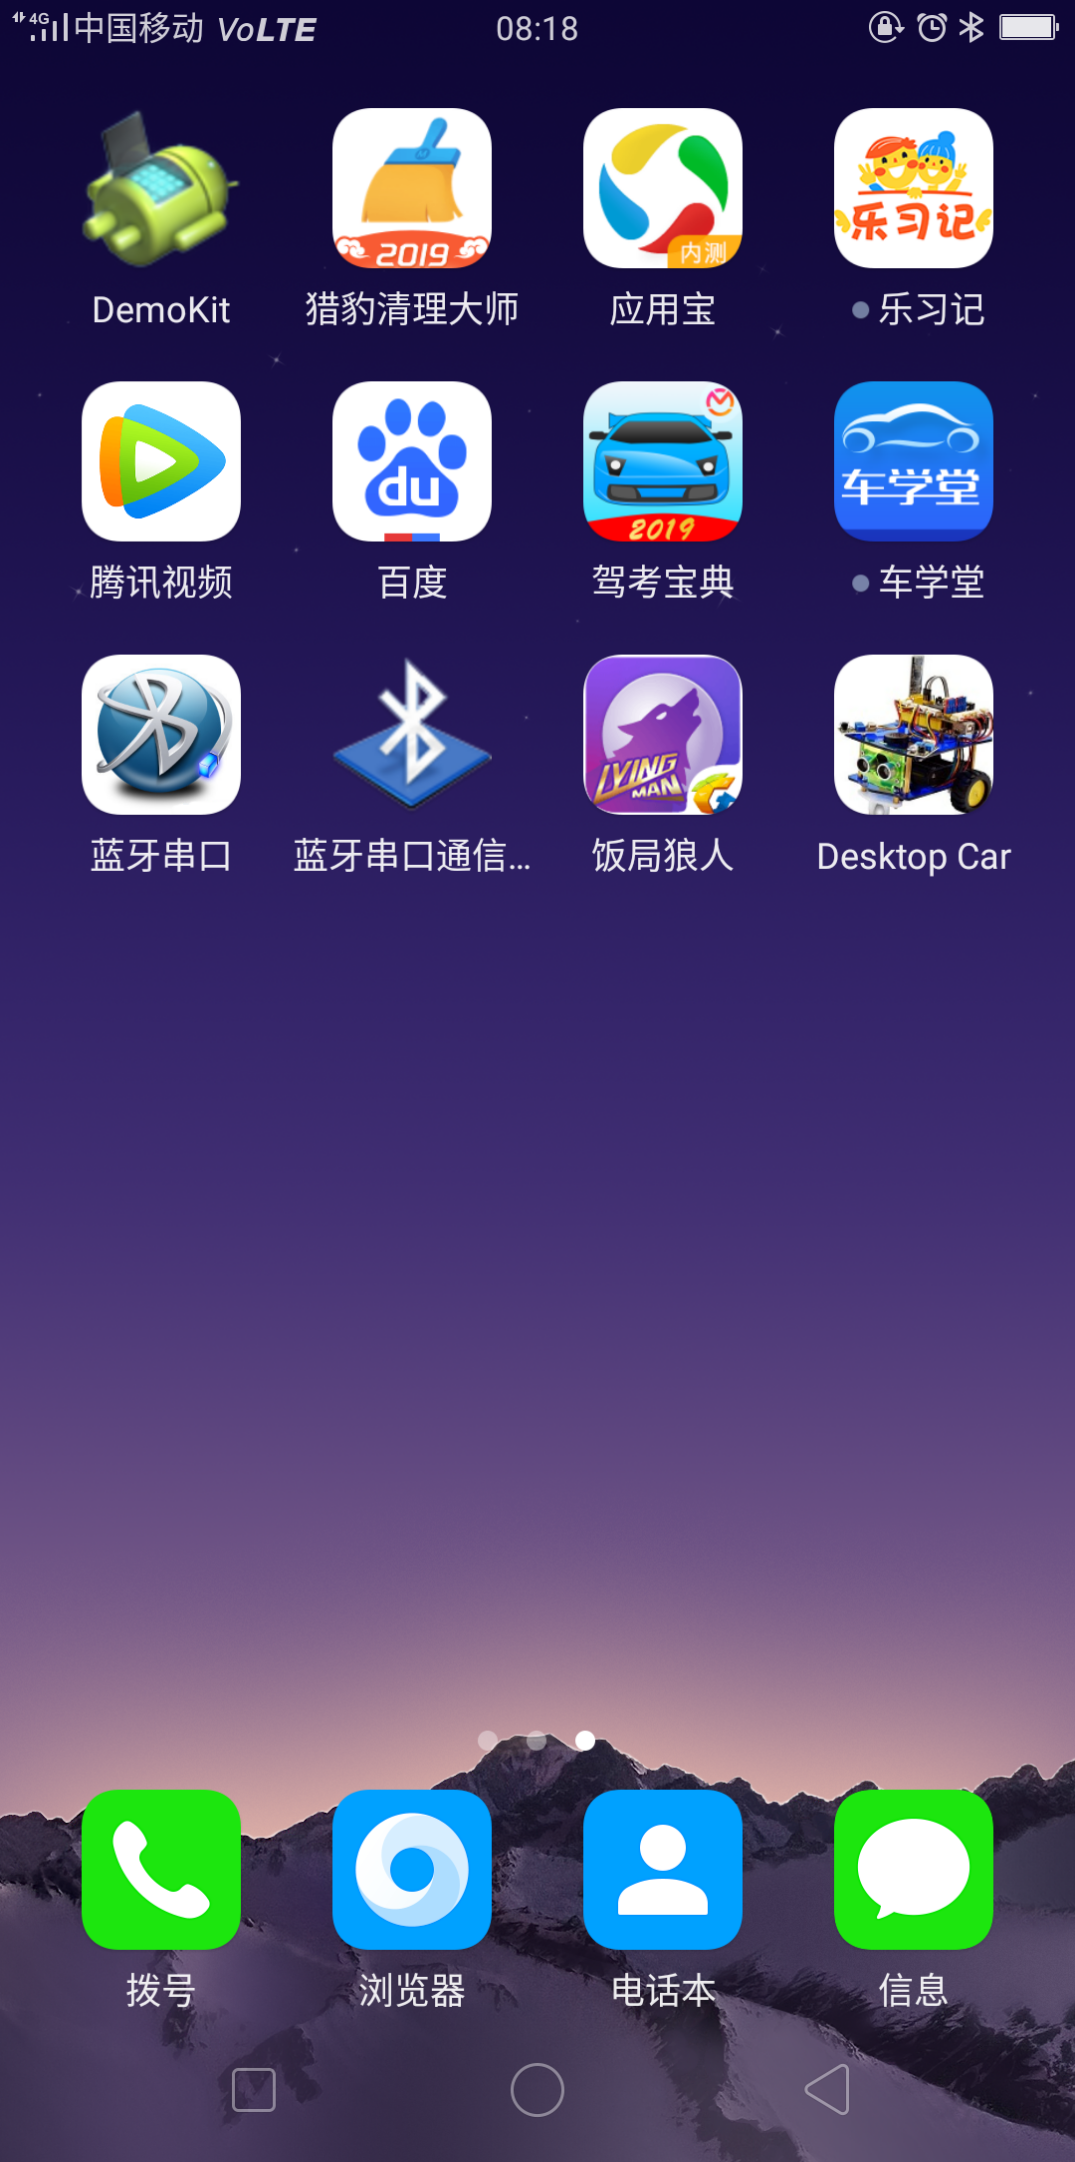 4G 中国移动 VoLTE 08:18
2019
内测
乐习记
DemoKit 猎豹清理大师 应用宝 乐习记
du
2019
车学堂
腾讯视频 百度 驾考宝典 车学堂
LYING
MAN
蓝牙串口 蓝牙串口通信... 饭局狼人 Desktop Car
拨号 浏览器 电话本 信息